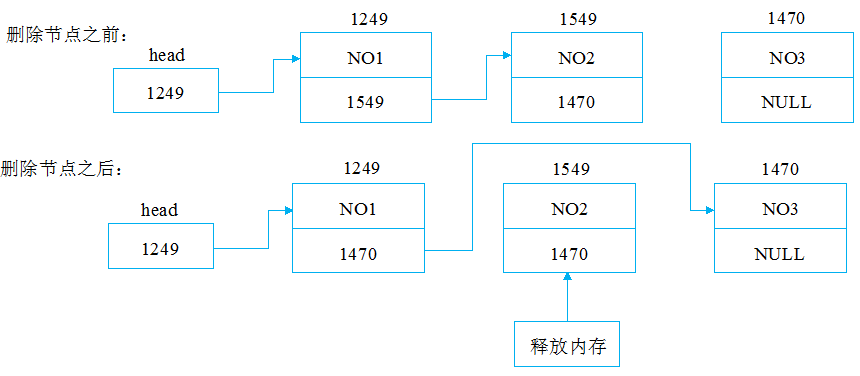 删除节点之前：
1249 1549 1470
head NO1 NO2 NO3
1249 1549 1470 NULL
删除节点之后：
1249 1549 1470
head NO1 NO2 NO3
1249 1470 1470 NULL
释放内存